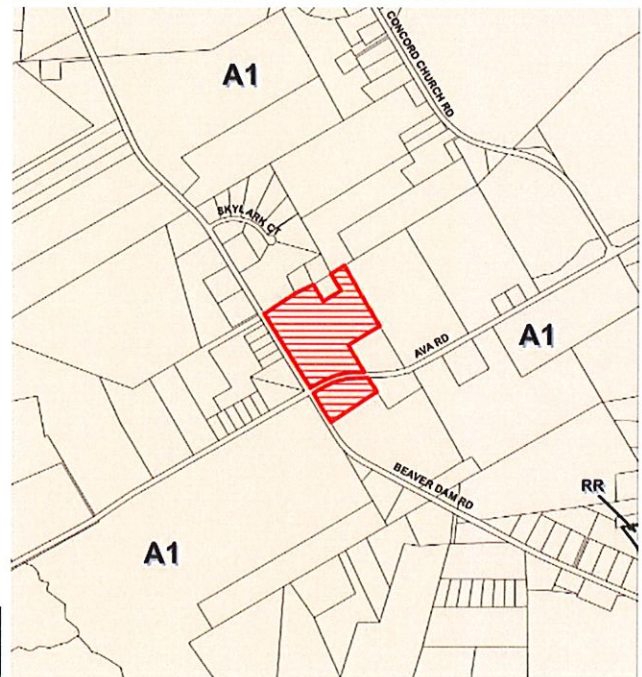 CONCORD CHURCH RD
A1
SKYLARK CT
AVA RD
A1
BEAVER DAM RD
RR
A1